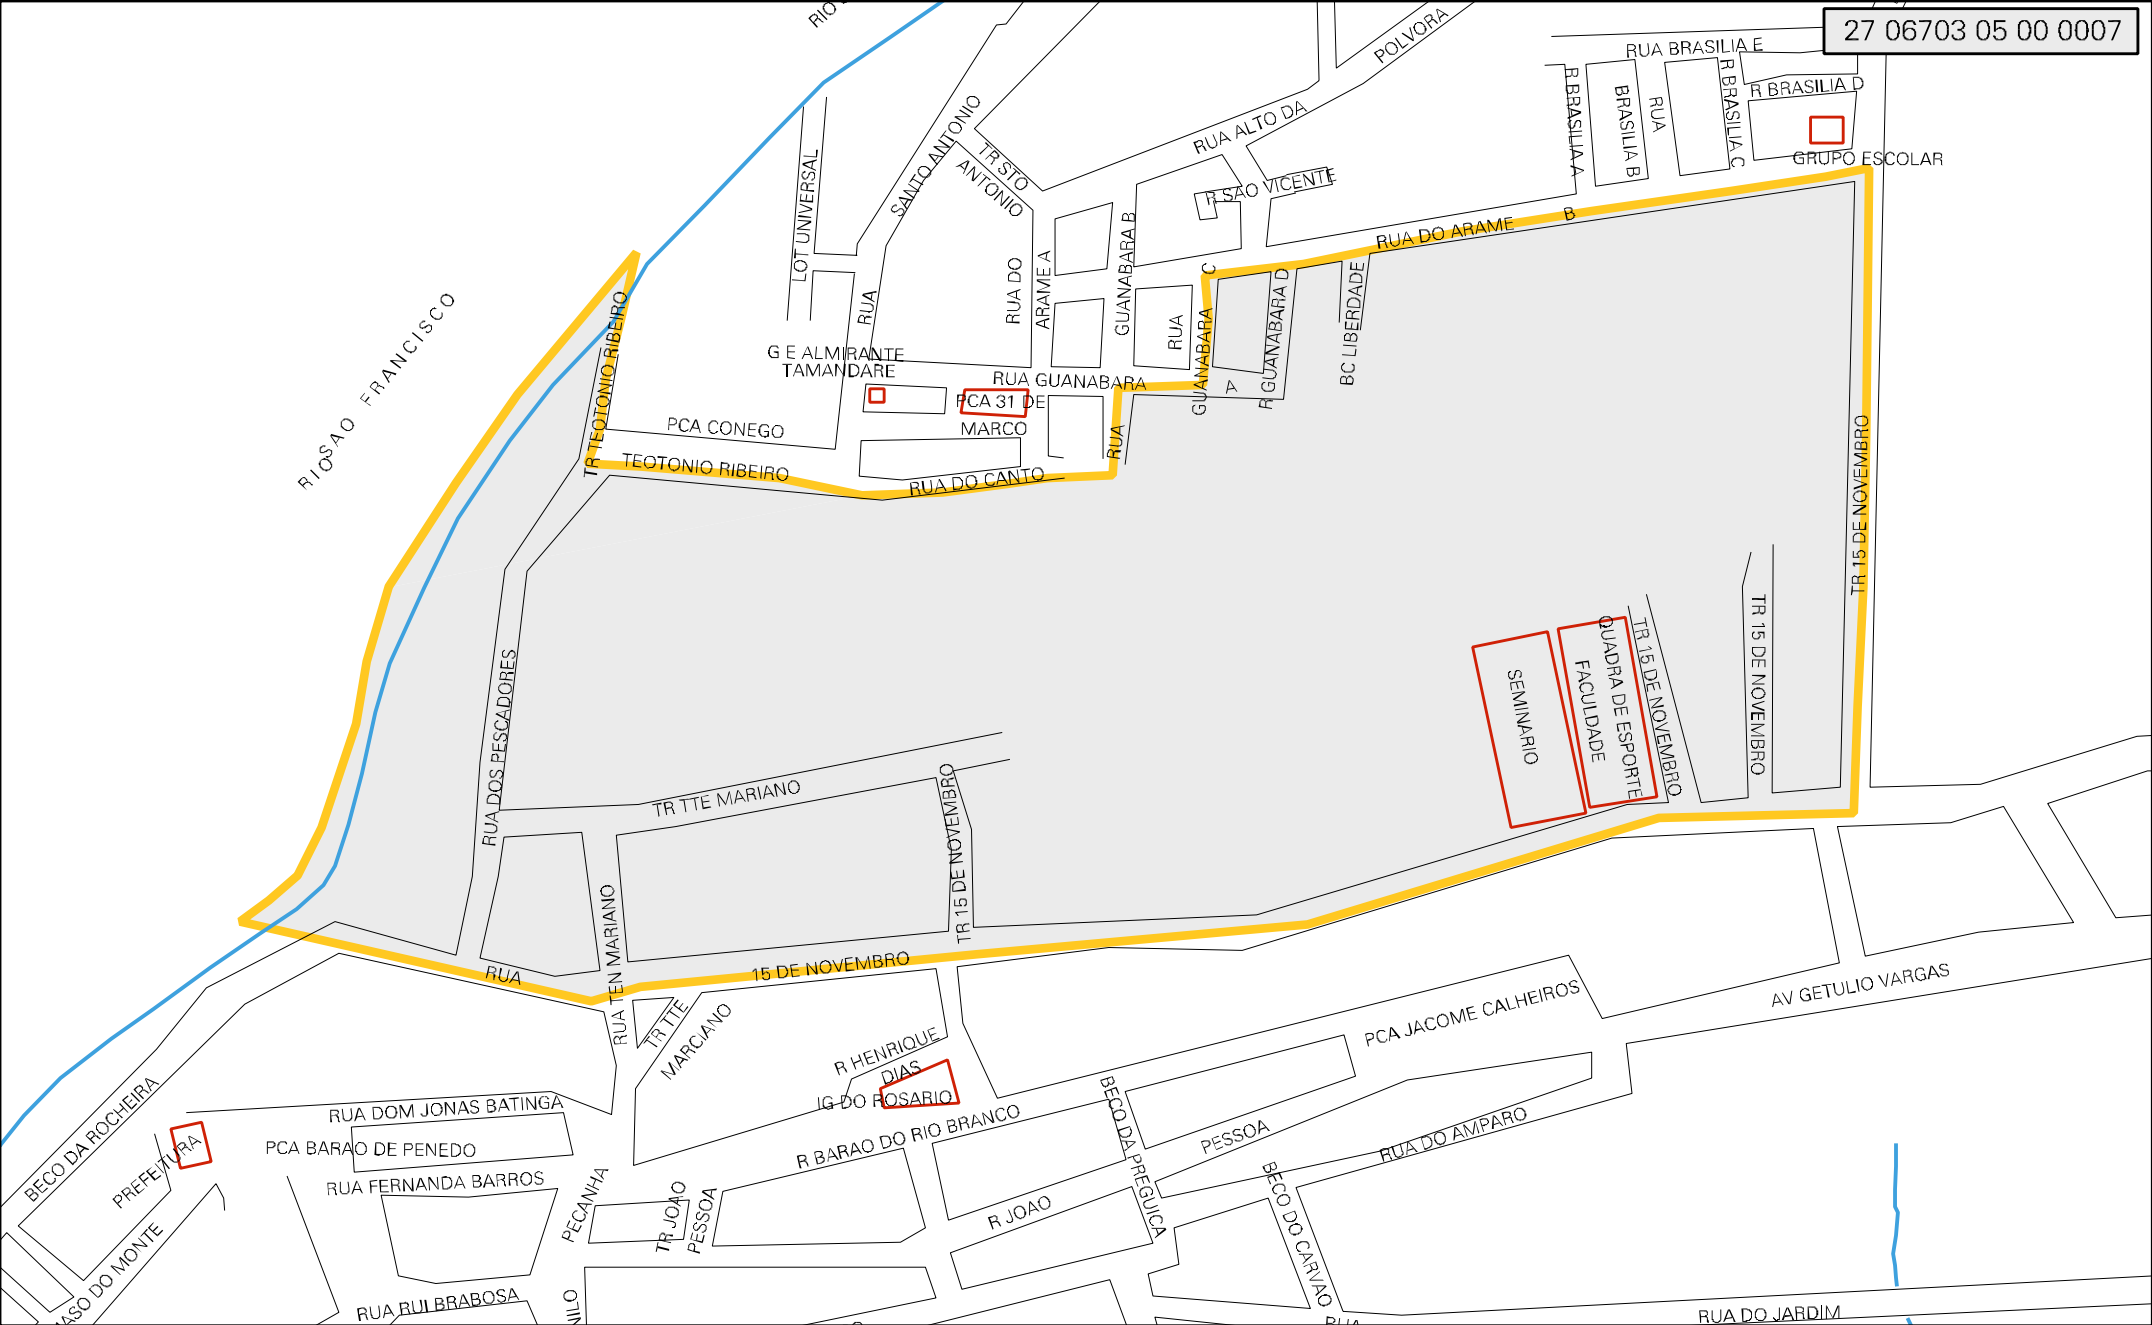 27 06703 05 00 0007
POLVORA
RUA BRASILIA E
R BRASILIA D
R BRASILIA A
BRASILIA B
RUA
R BRASILIA C
GRUPO ESCOLAR
RUA ALTO DA
SANTO ANTONIO
RUA
TR STO
ANTONIO
R SAO VICENTE
LOT UNIVERSAL
RUA DO
ARAME A
GUANABARA B
RUA
GUANABARA C
R GUANABARA D
BC LIBERDADE
RUA DO ARAME
B
RIO SAO FRANCISCO
TR TEOTONIO RIBEIRO
G E ALMIRANTE
TAMANDARE
RUA GUANABARA
A
PCA 31 DE
MARCO
RUA
PCA CONEGO
TEOTONIO RIBEIRO
RUA DO CANTO
TR 15 DE NOVEMBRO
RUA DOS PESCADORES
SEMINARIO
FACULDADE
QUADRA DE ESPORTE
TR 15 DE NOVEMBRO
TR 15 DE NOVEMBRO
TR TTE MARIANO
TR 15 DE NOVEMBRO
RUA TEN MARIANO
RUA
15 DE NOVEMBRO
TR TTE
MARCIANO
R HENRIQUE
DIAS
IG DO ROSARIO
PCA JACOME CALHEIROS
AV GETULIO VARGAS
BECO DA ROCHEIRA
PREFEITURA
RUA DOM JONAS BATINGA
PCA BARAO DE PENEDO
RUA FERNANDA BARROS
R BARAO DO RIO BRANCO
BECO DA PREGUICA
PESSOA
RUA DO AMPARO
PECANHA
NILO
TR JOAO
PESSOA
R JOAO
BECO DO CARVAO
ASO DO MONTE
RUA RUI BRABOSA
RUA
RUA DO JARDIM
RIO